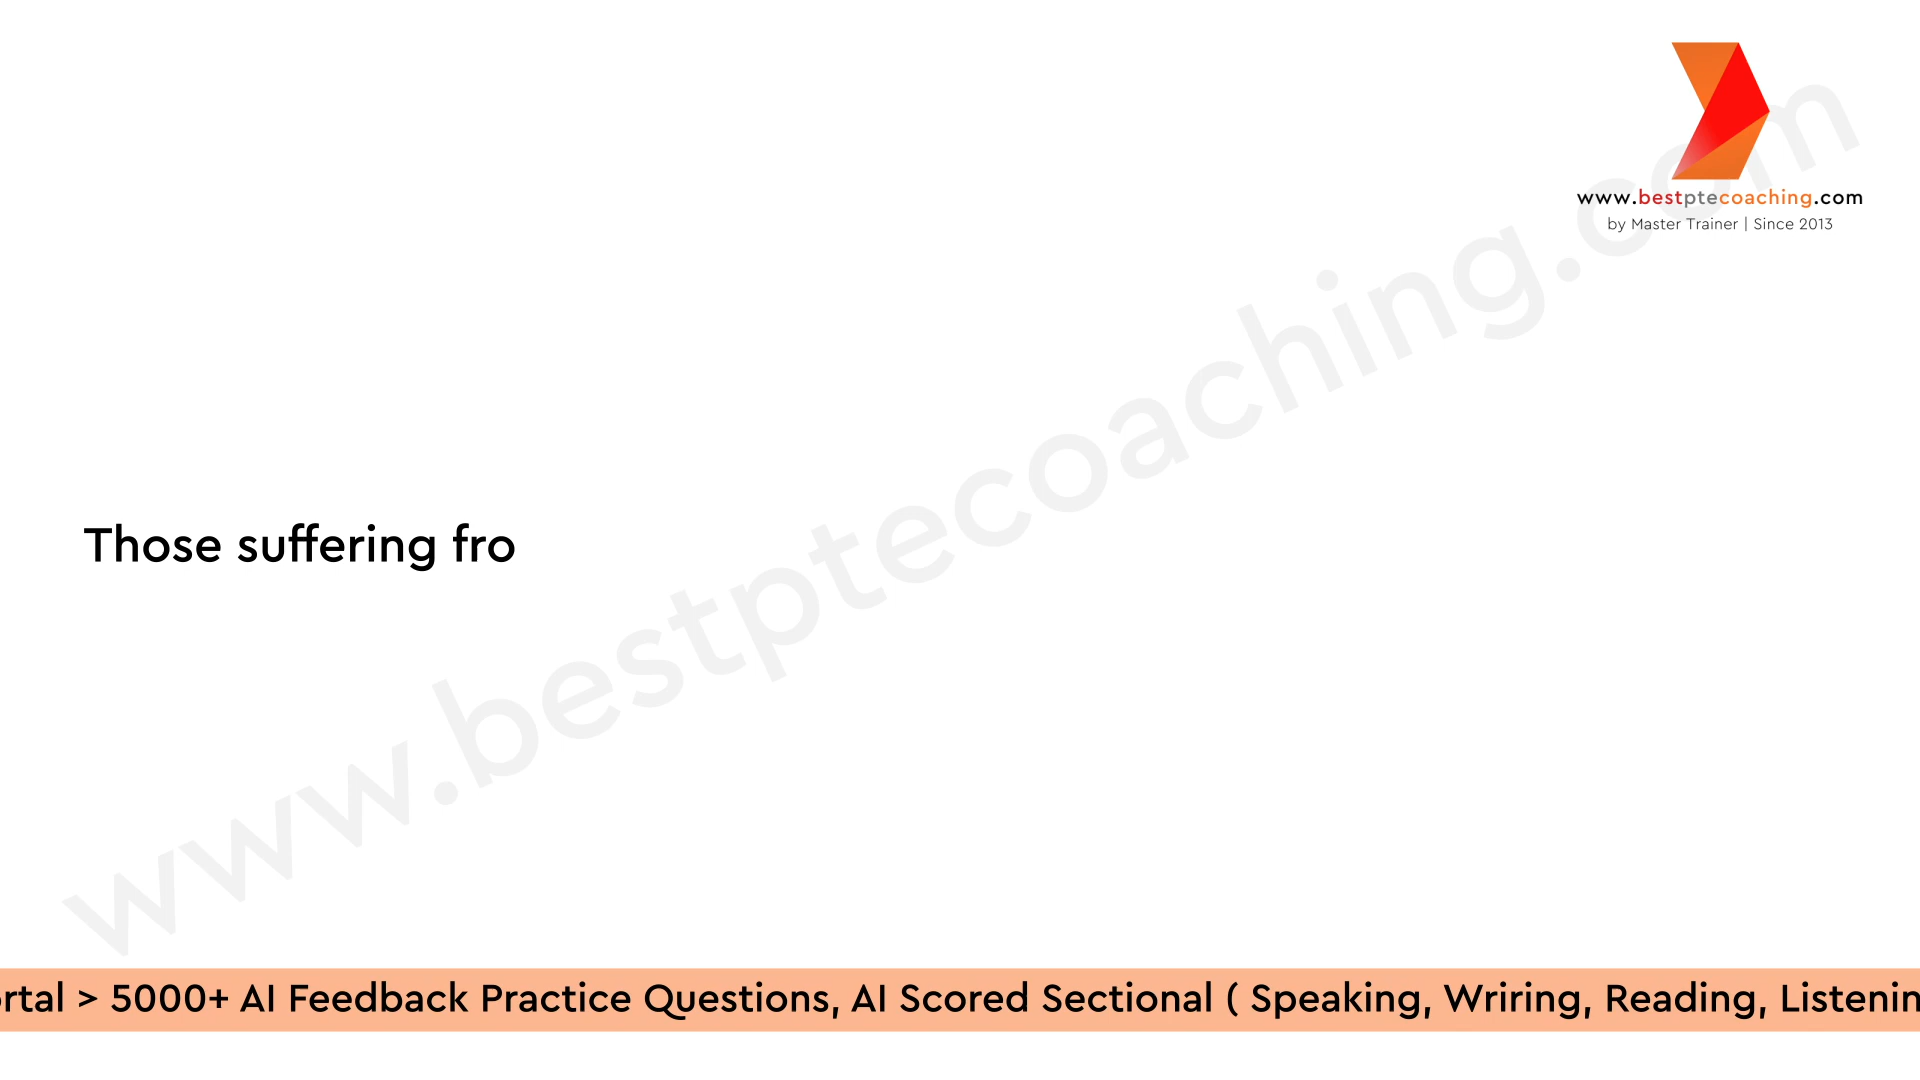 www.bestptecoaching.com
by Master Trainer | Since 2013
www.bestptecoaching.com
Those suffering fro
rtal > 5000+ AI Feedback Practice Questions, AI Scored Sectional ( Speaking, Wriring, Reading, Listenin